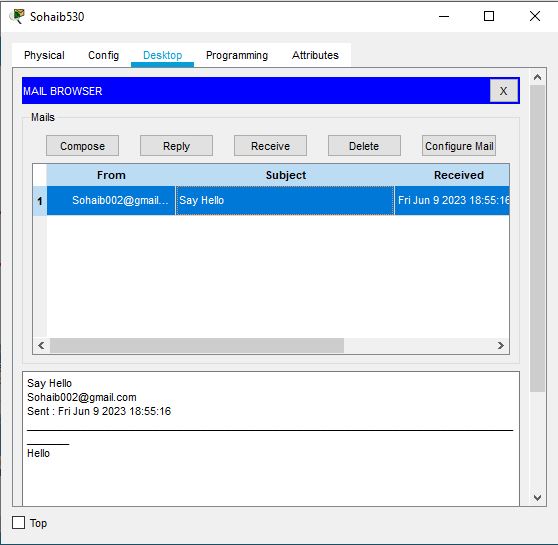 Sohaib530
Physical Config Desktop Programming Attributes
MAIL BROWSER X
Mails
Compose Reply Receive Delete Configure Mail
From Subject Received
1 Sohaib002@gmail... Say Hello Fri Jun 9 2023 18:55:16
Say Hello
Sohaib002@gmail.com
Sent : Fri Jun 9 2023 18:55:16
Hello
Top